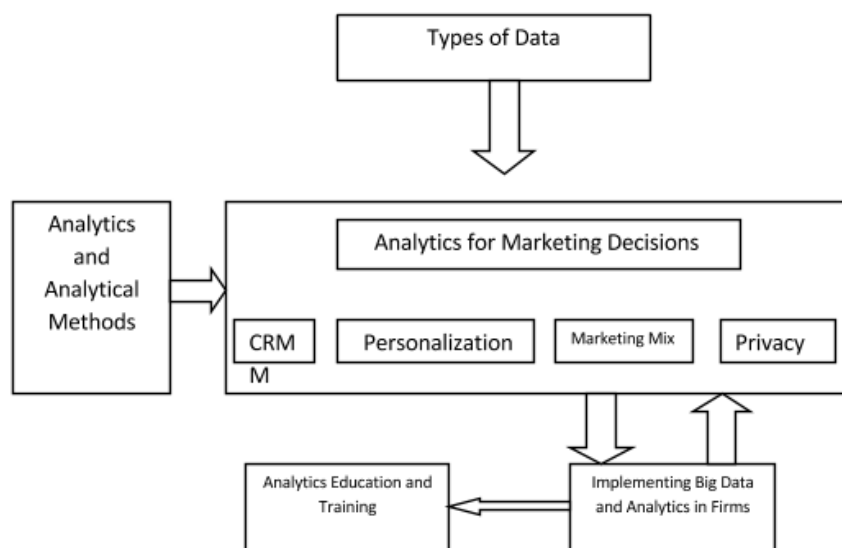 Types of Data
Analytics
and
Analytical
Methods
Analytics for Marketing Decisions
CRM
M
Personalization
Marketing Mix
Privacy
Analytics Education and
Training
Implementing Big Data
and Analytics in Firms